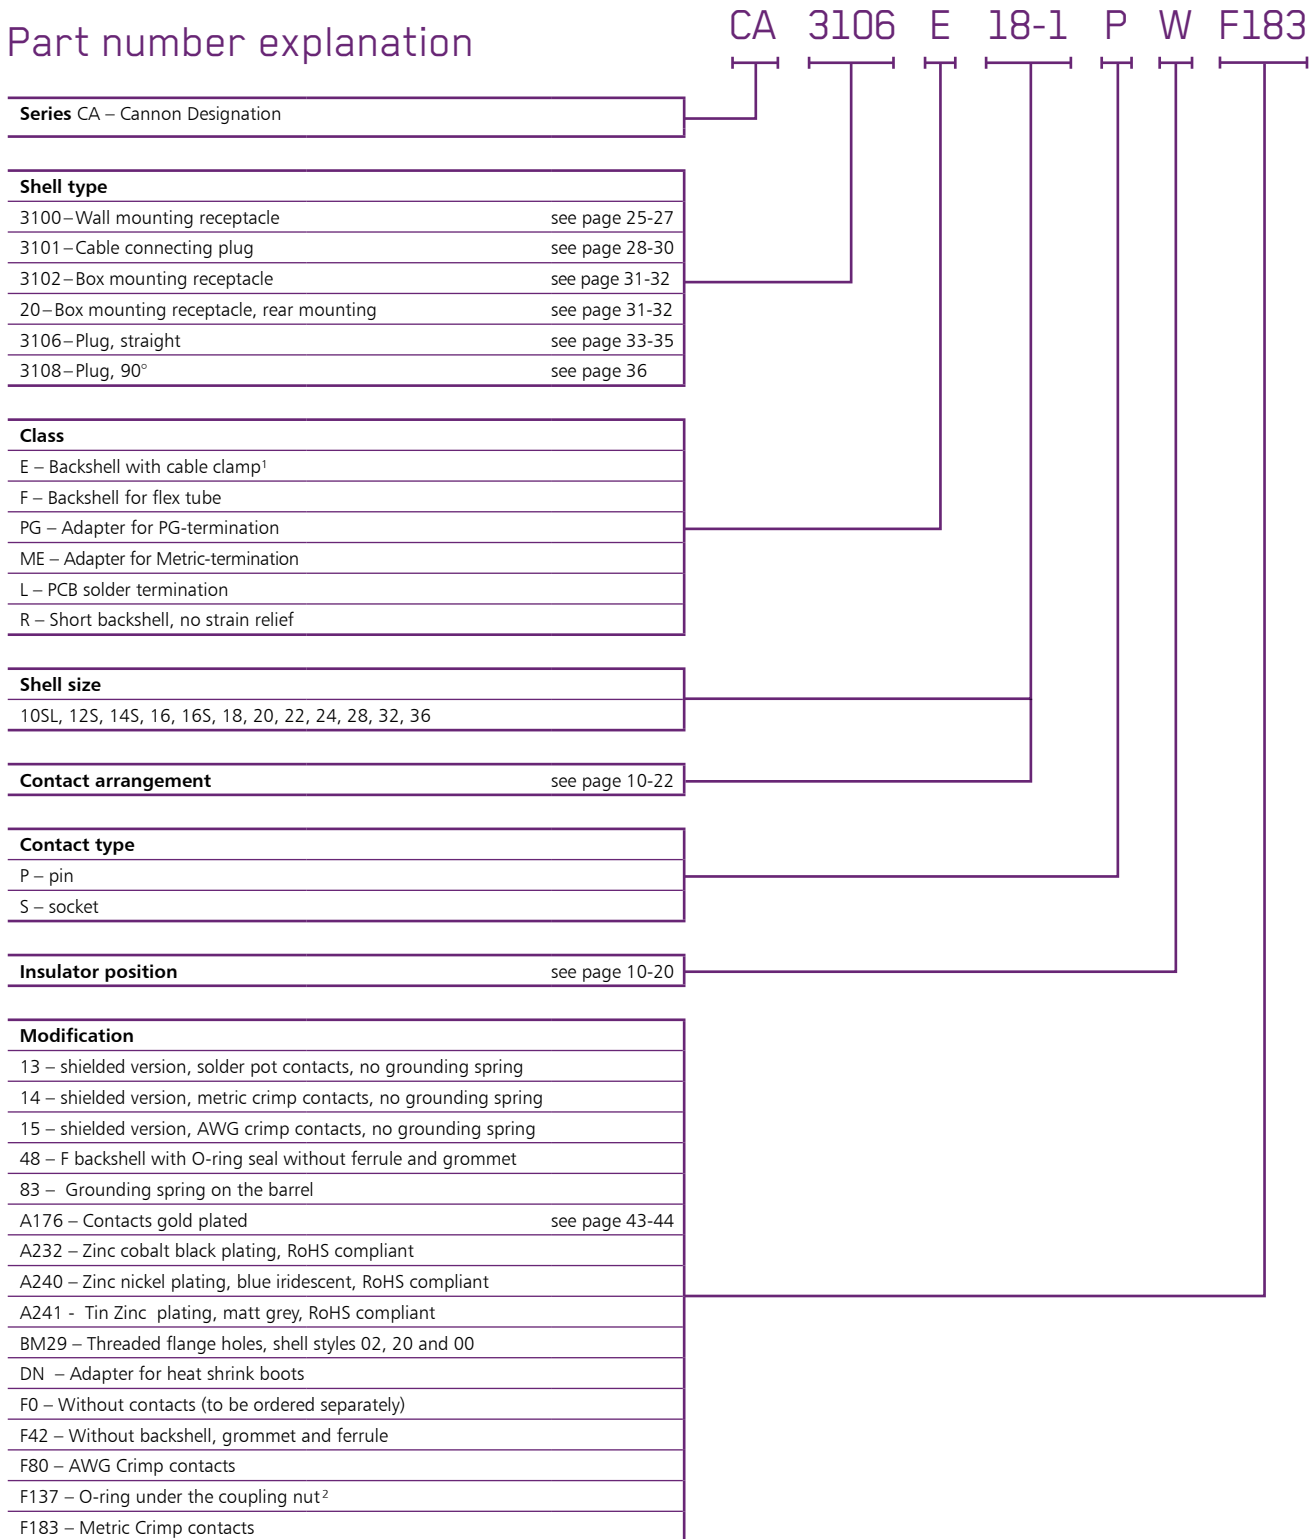 Part number explanation
CA 3106 E 18-1 P W F183
Series CA – Cannon Designation
Shell type
3100–Wall mounting receptacle see page 25-27
3101–Cable connecting plug see page 28-30
3102–Box mounting receptacle see page 31-32
20–Box mounting receptacle, rear mounting see page 31-32
3106–Plug, straight see page 33-35
3108–Plug, 90° see page 36
Class
E – Backshell with cable clamp¹
F – Backshell for flex tube
PG – Adapter for PG-termination
ME – Adapter for Metric-termination
L – PCB solder termination
R – Short backshell, no strain relief
Shell size
10SL, 12S, 14S, 16, 16S, 18, 20, 22, 24, 28, 32, 36
Contact arrangement see page 10-22
Contact type
P – pin
S – socket
Insulator position see page 10-20
Modification
13 – shielded version, solder pot contacts, no grounding spring
14 – shielded version, metric crimp contacts, no grounding spring
15 – shielded version, AWG crimp contacts, no grounding spring
48 – F backshell with O-ring seal without ferrule and grommet
83 – Grounding spring on the barrel
A176 – Contacts gold plated see page 43-44
A232 – Zinc cobalt black plating, RoHS compliant
A240 – Zinc nickel plating, blue iridescent, RoHS compliant
A241 - Tin Zinc plating, matt grey, RoHS compliant
BM29 – Threaded flange holes, shell styles 02, 20 and 00
DN – Adapter for heat shrink boots
F0 – Without contacts (to be ordered separately)
F42 – Without backshell, grommet and ferrule
F80 – AWG Crimp contacts
F137 – O-ring under the coupling nut²
F183 – Metric Crimp contacts